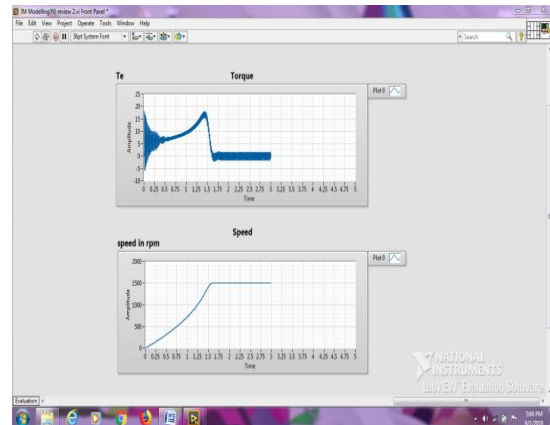 IM Modelling(N) review 2.vi Front Panel *
File Edit View Project Operate Tools Window Help
36pt System Font
Search
Te
Torque
Plot 0
Amplitude
25-
20-
15-
10-
5-
0-
-5-
-10-
0 0.25 0.5 0.75 1 1.25 1.5 1.75 2 2.25 2.5 2.75 3 3.25 3.5 3.75 4 4.25 4.5 4.75 5
Time
Speed
speed in rpm
Plot 0
Amplitude
2000-
1500-
1000-
500-
0-
0 0.25 0.5 0.75 1 1.25 1.5 1.75 2 2.25 2.5 2.75 3 3.25 3.5 3.75 4 4.25 4.5 4.75 5
Time
NATIONAL
INSTRUMENTS
LabVIEW Evaluation Software
Evaluation
3:04 PM